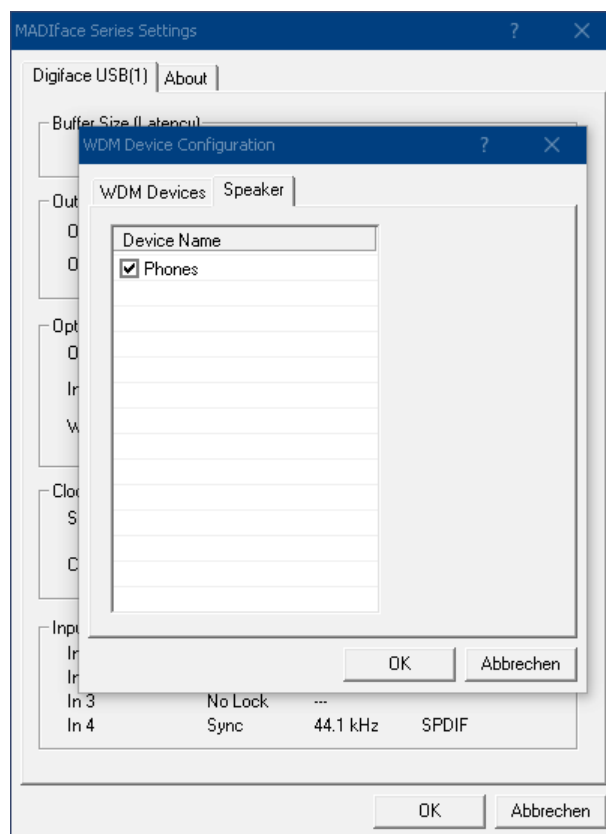 MADIface Series Settings
Digiface USB(1) About
Buffer Size (Latency)
WDM Device Configuration
WDM Devices Speaker
Device Name
Phones
OK Abbrechen
In 3 No Lock ---
In 4 Sync 44.1 kHz SPDIF
OK Abbrechen